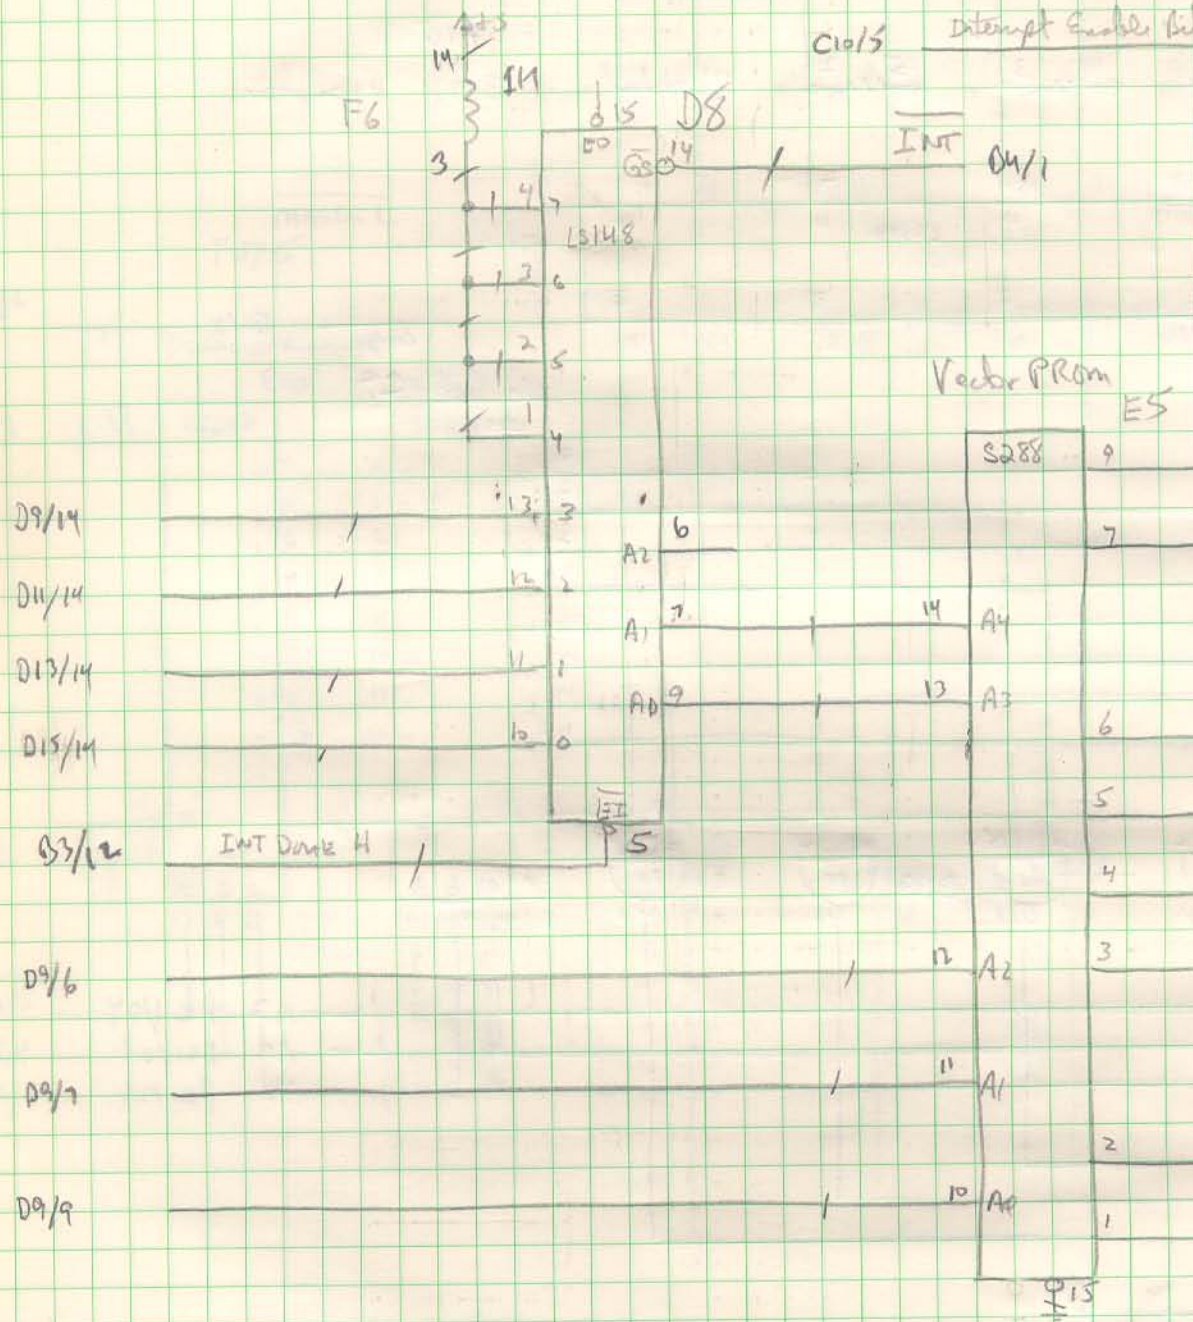 C10/5
14
1K
F6
15
D8
EO
GS
14
INT
D4/1
3
4 7
LS148
3 6
2 5
Vector PROM
E5
1 4
S288
9
D9/14
13 3
6
A2
7
D11/14
12 2
7
A1
14
A4
D13/14
11 1
9
A0
13
A3
D15/14
10 0
6
EI
5
B3/12
INT Done H
5
4
D9/6
12
A2
3
D9/7
11
A1
2
D9/9
10
A0
1
15